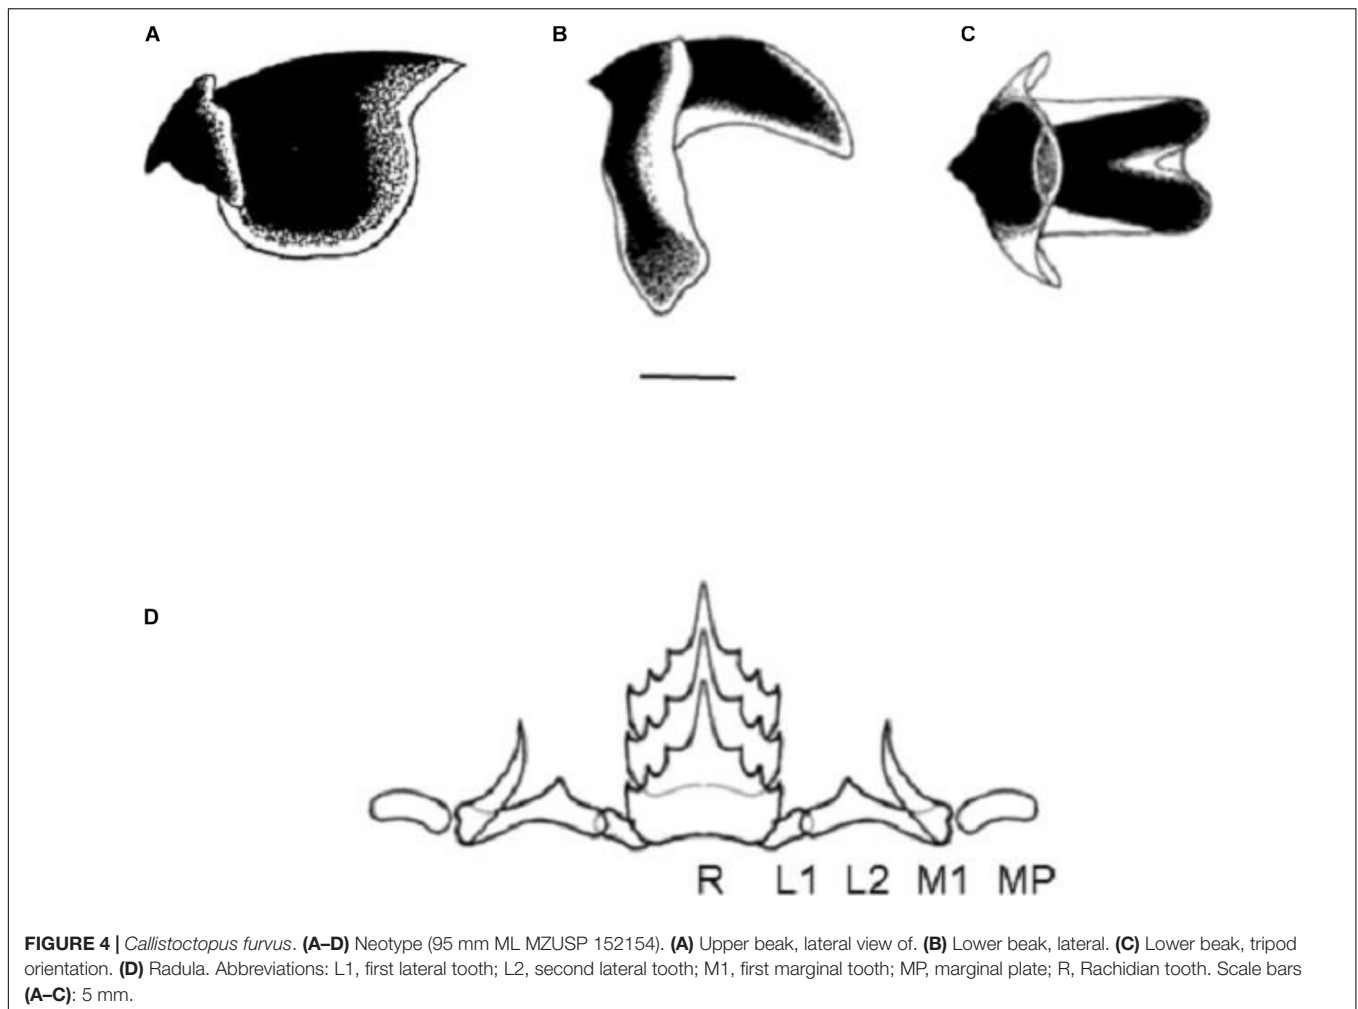 A
B
C
D
R L1 L2 M1 MP
FIGURE 4 | Callistoctopus furvus. (A–D) Neotype (95 mm ML MZUSP 152154). (A) Upper beak, lateral view of. (B) Lower beak, lateral. (C) Lower beak, tripod
orientation. (D) Radula. Abbreviations: L1, first lateral tooth; L2, second lateral tooth; M1, first marginal tooth; MP, marginal plate; R, Rachidian tooth. Scale bars
(A–C): 5 mm.